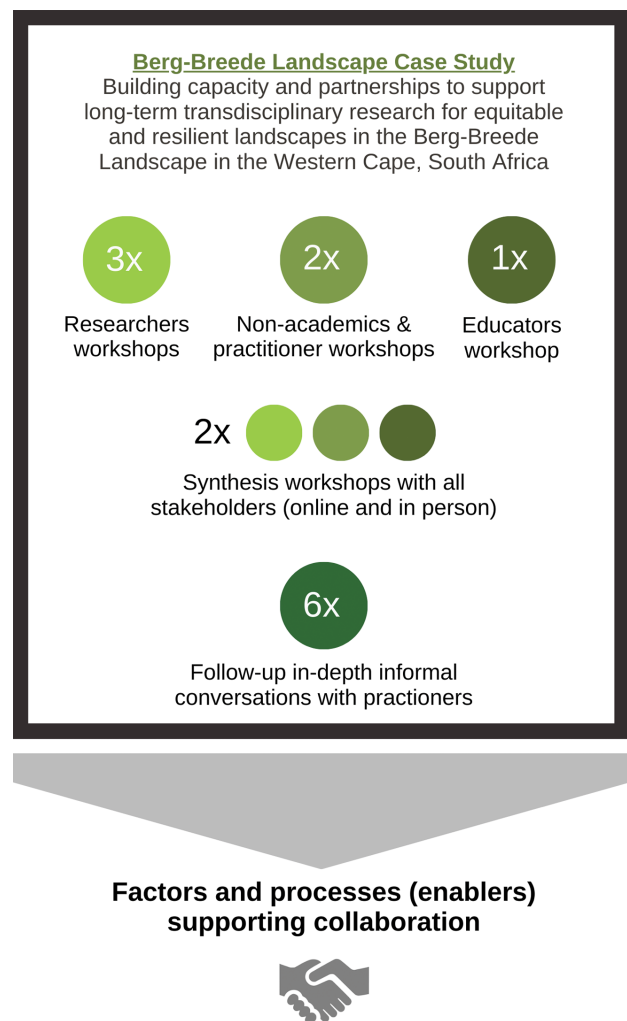 Berg-Breede Landscape Case Study
Building capacity and partnerships to support
long-term transdisciplinary research for equitable
and resilient landscapes in the Berg-Breede
Landscape in the Western Cape, South Africa
3x
2x
1x
Researchers
workshops
Non-academics &
practitioner workshops
Educators
workshop
2x
Synthesis workshops with all
stakeholders (online and in person)
6x
Follow-up in-depth informal
conversations with practioners
Factors and processes (enablers)
supporting collaboration